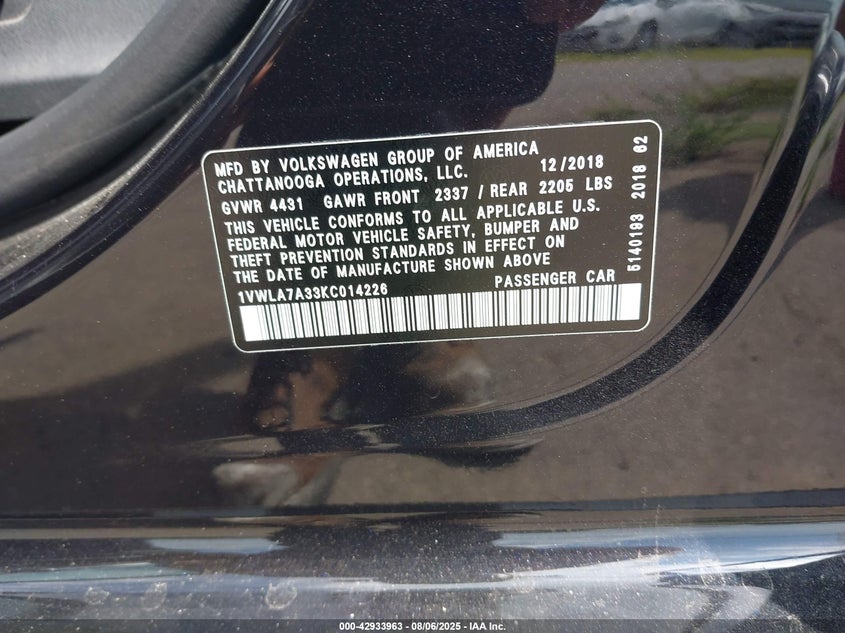 MFD BY VOLKSWAGEN GROUP OF AMERICA
CHATTANOOGA OPERATIONS, LLC. 12/2018
GVWR 4431 GAWR FRONT 2337 / REAR 2205 LBS
THIS VEHICLE CONFORMS TO ALL APPLICABLE U.S.
FEDERAL MOTOR VEHICLE SAFETY, BUMPER AND
THEFT PREVENTION STANDARDS IN EFFECT ON
THE DATE OF MANUFACTURE SHOWN ABOVE
1VWLA7A33KC014226 PASSENGER CAR
5140193 2018 62
000-42933963 - 08/06/2025 - IAA Inc.